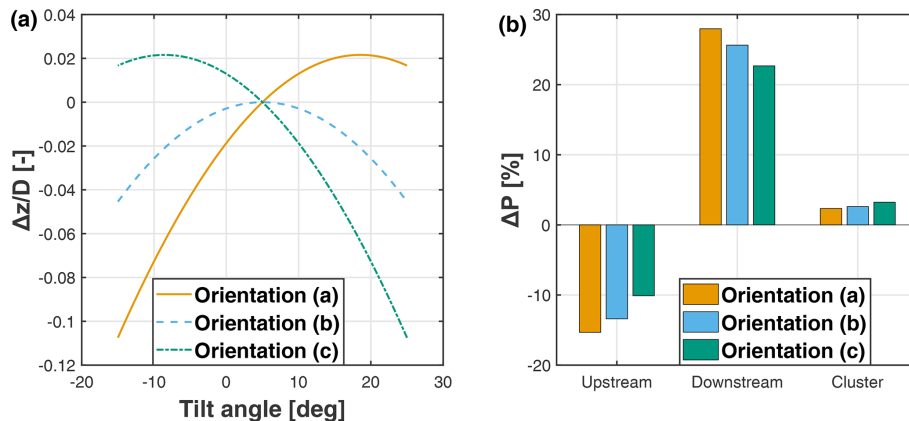 (a)
0.04
0.02
0
-0.02
-0.04
-0.06
-0.08
-0.1
-0.12
Δz/D [-]
Orientation (a)
Orientation (b)
Orientation (c)
-20 -10 0 10 20 30
Tilt angle [deg]
(b)
30
20
10
0
-10
-20
ΔP [%]
Orientation (a)
Orientation (b)
Orientation (c)
Upstream Downstream Cluster